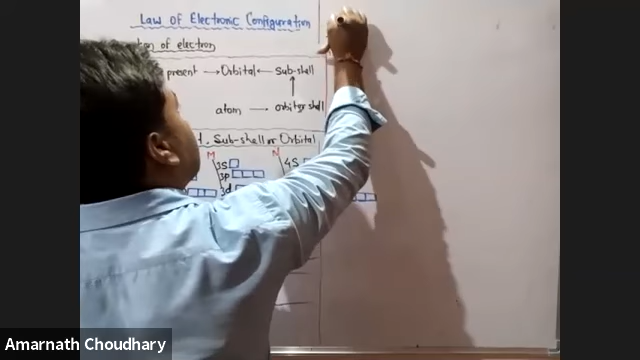 Law of Electronic Configuration
of electron
present → Orbital ← Sub-shell
atom → orbit or shell
Sub-shell or Orbital
M N
3S 4S
3p
3d
Amarnath Choudhary